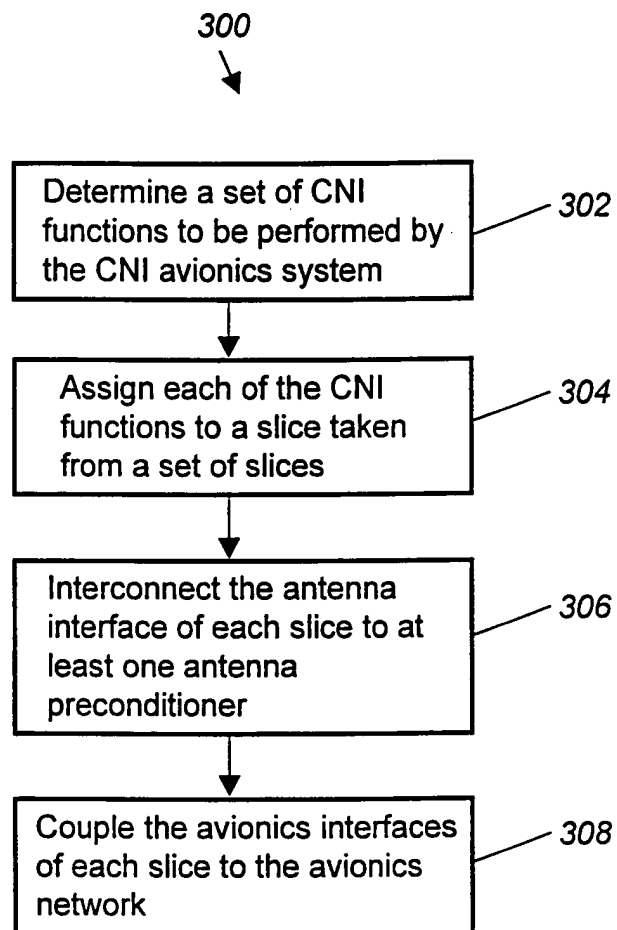 300
Determine a set of CNI
functions to be performed by
the CNI avionics system
302
Assign each of the CNI
functions to a slice taken
from a set of slices
304
Interconnect the antenna
interface of each slice to at
least one antenna
preconditioner
306
Couple the avionics interfaces
of each slice to the avionics
network
308